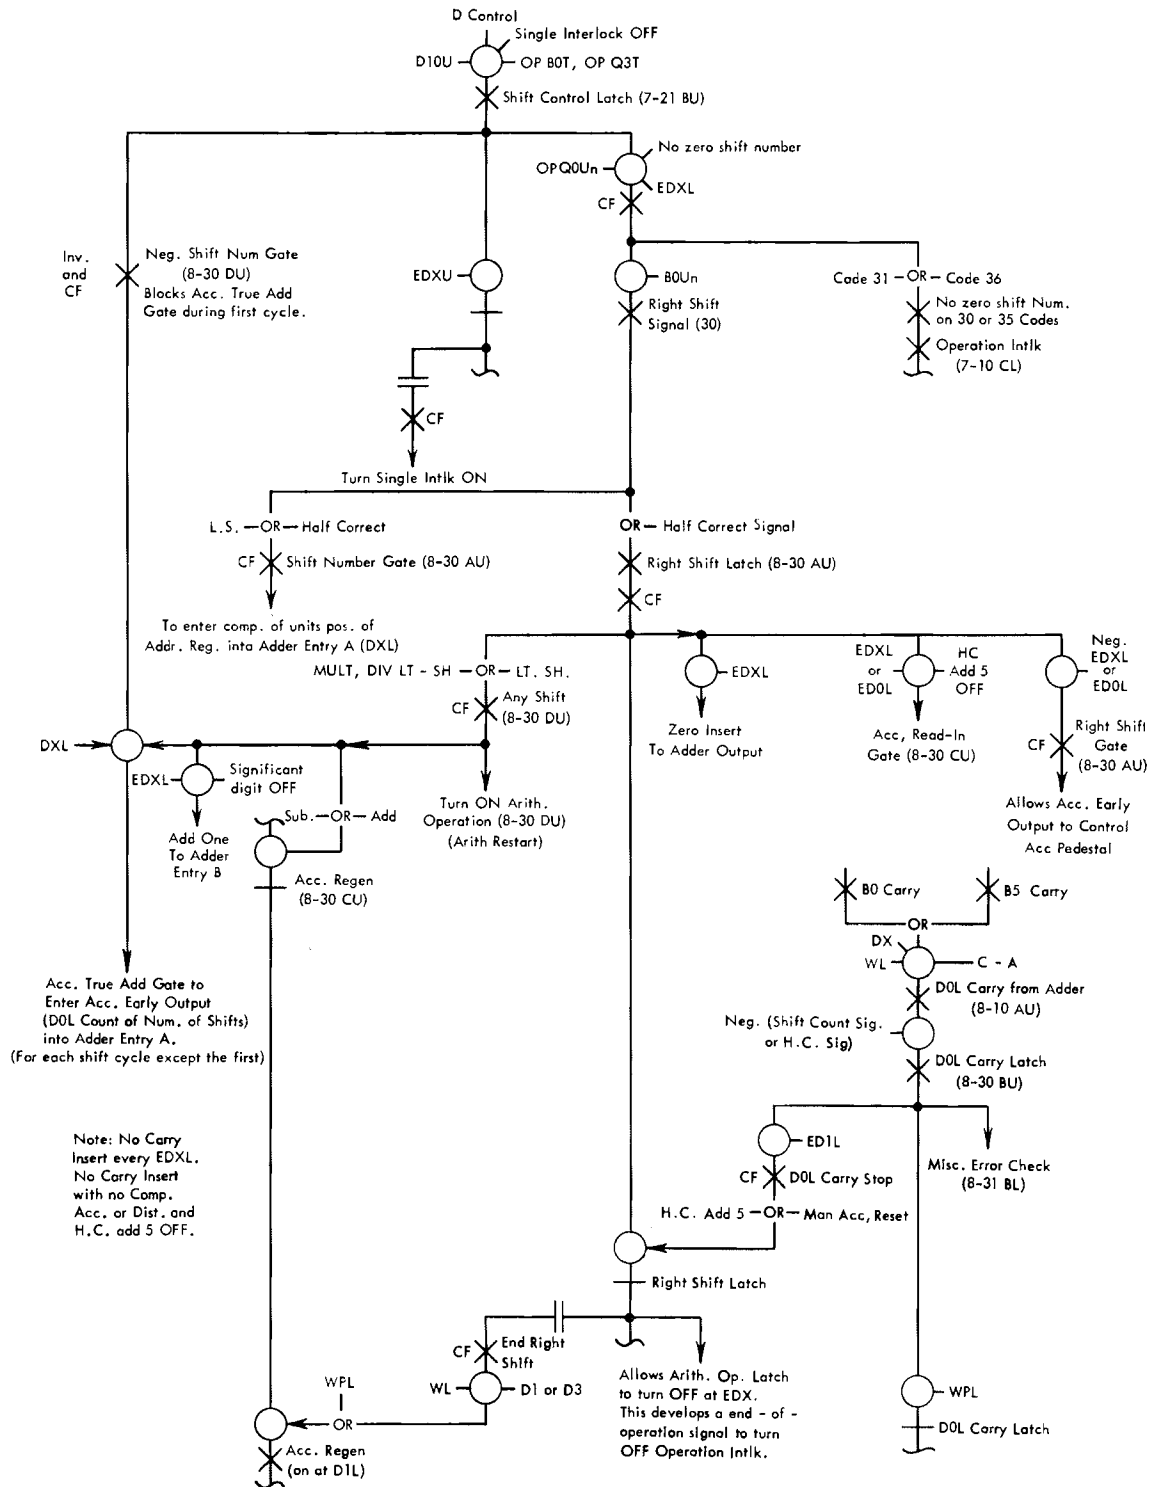 D Control
Single Interlock OFF
D10U
OP B0T, OP Q3T
Shift Control Latch (7-21 BU)
No zero shift number
OPQ0Un
EDXL
CF
Inv.
and
CF
Neg. Shift Num Gate
(8-30 DU)
Blocks Acc. True Add
Gate during first cycle.
EDXU
B0Un
Right Shift
Signal (30)
Code 31
OR
Code 36
No zero shift Num.
on 30 or 35 Codes
Operation Intlk
(7-10 CL)
CF
Turn Single Intlk ON
L.S.
OR
Half Correct
CF
Shift Number Gate (8-30 AU)
To enter comp. of units pos. of
Addr. Reg. into Adder Entry A (DXL)
OR
Half Correct Signal
Right Shift Latch (8-30 AU)
CF
MULT, DIV LT - SH
OR
LT. SH.
CF
Any Shift
(8-30 DU)
EDXL
Zero Insert
To Adder Output
EDXL
or
ED0L
HC
Add 5
OFF
Acc, Read-In
Gate (8-30 CU)
Neg.
EDXL
or
ED0L
CF
Right Shift
Gate
(8-30 AU)
Allows Acc. Early
Output to Control
Acc Pedestal
DXL
EDXL
Significant
digit OFF
Add One
To Adder
Entry B
Sub.
OR
Add
Turn ON Arith.
Operation (8-30 DU)
(Arith Restart)
Acc. Regen
(8-30 CU)
B0 Carry
B5 Carry
OR
DX
WL
C - A
D0L Carry from Adder
(8-10 AU)
Neg. (Shift Count Sig.
or H.C. Sig)
D0L Carry Latch
(8-30 BU)
Acc. True Add Gate to
Enter Acc. Early Output
(D0L Count of Num. of Shifts)
into Adder Entry A.
(For each shift cycle except the first)
Note: No Carry
Insert every EDXL.
No Carry Insert
with no Comp.
Acc. or Dist. and
H.C. add 5 OFF.
ED1L
CF
D0L Carry Stop
Misc. Error Check
(8-31 BL)
H.C. Add 5
OR
Man Acc, Reset
Right Shift Latch
CF
End Right
Shift
WL
D1 or D3
WPL
OR
Acc. Regen
(on at D1L)
Allows Arith. Op. Latch
to turn OFF at EDX.
This develops a end - of -
operation signal to turn
OFF Operation Intlk.
WPL
D0L Carry Latch